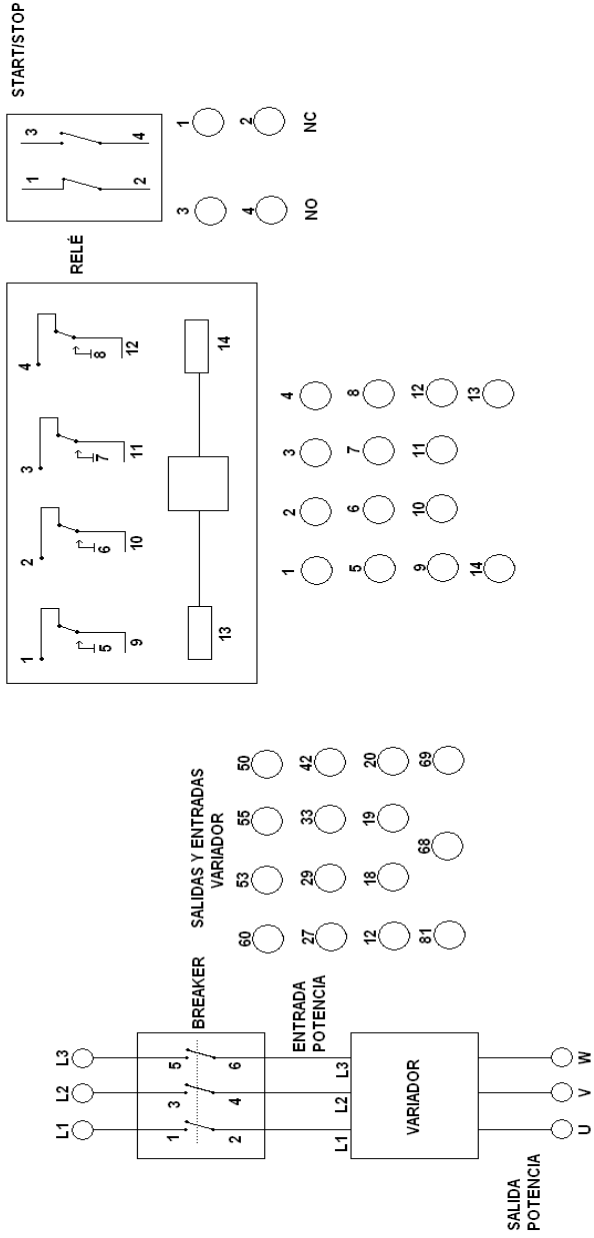 L1 L2 L3
1 3 5
2 4 6
BREAKER
ENTRADA
POTENCIA
L1 L2 L3
VARIADOR
SALIDA
POTENCIA
U V W
SALIDAS Y ENTRADAS
VARIADOR
60 53 55 50
27 29 33 42
12 18 19 20
81 68 69
RELÉ
1 2 3 4
5 6 7 8
9 10 11 12
13 14
1 2 3 4
5 6 7 8
9 10 11 12
14 13
START/STOP
1 3
2 4
3 1
4 2
NO NC